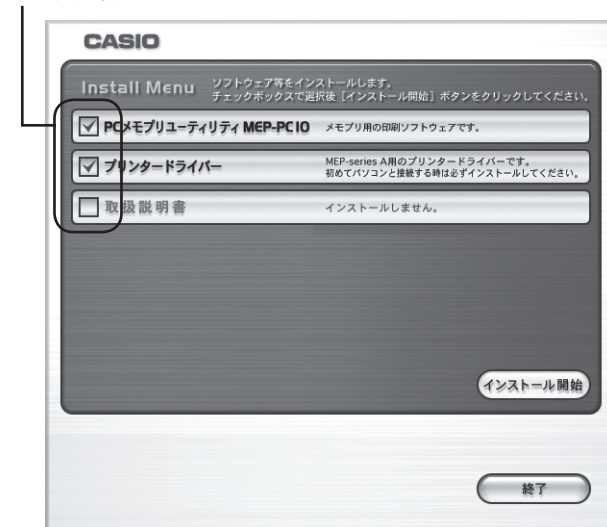 CASIO
Install Menu
ソフトウェア等をインストールします。
チェックボックスで選択後［インストール開始］ボタンをクリックしてください。
PCメモプリユーティリティ MEP-PC10 メモプリ用の印刷ソフトウェアです。
プリンタードライバー
MEP-series A用のプリンタードライバーです。
初めてパソコンと接続する時は必ずインストールしてください。
取扱説明書 インストールしません。
インストール開始
終了